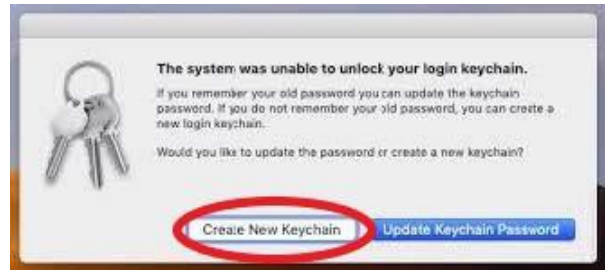 The system was unable to unlock your login keychain.
If you remember your old password you can update the keychain
password. If you do not remember your old password, you can create a
new login keychain.
Would you like to update the password or create a new keychain?
Create New Keychain
Update Keychain Password